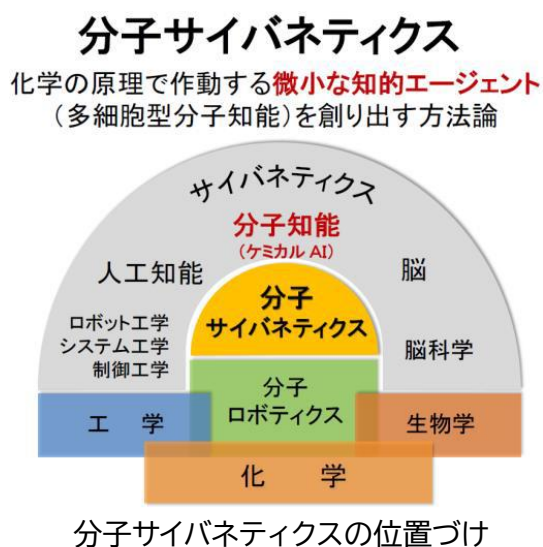 分子サイバネティクス
化学の原理で作動する微小な知的エージェント
（多細胞型分子知能）を創り出す方法論
サイバネティクス
分子知能
(ケミカル AI)
人工知能
脳
分子
サイバネティクス
ロボット工学
システム工学
制御工学
脳科学
分子
ロボティクス
工 学
生物学
化 学
分子サイバネティクスの位置づけ